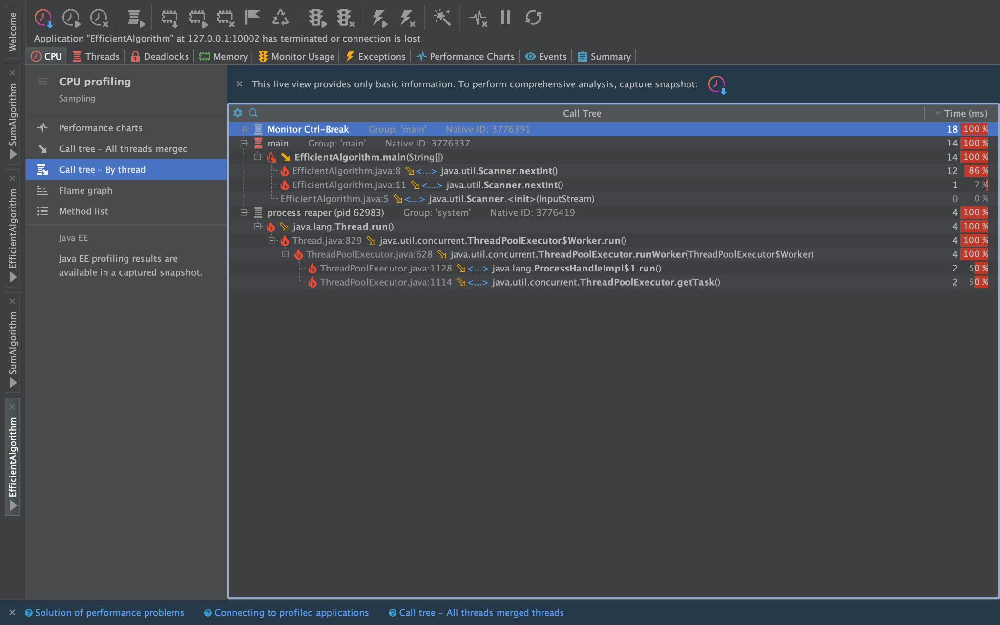 Welcome
SumAlgorithm
EfficientAlgorithm
SumAlgorithm
EfficientAlgorithm
Application "EfficientAlgorithm" at 127.0.0.1:10002 has terminated or connection is lost
CPU Threads Deadlocks Memory Monitor Usage Exceptions Performance Charts Events Summary
CPU profiling
Sampling
Performance charts
Call tree – All threads merged
Call tree – By thread
Flame graph
Method list
Java EE
Java EE profiling results are
available in a captured snapshot.
This live view provides only basic information. To perform comprehensive analysis, capture snapshot:
Call Tree Time (ms)
Monitor Ctrl-Break Group: 'main' Native ID: 3776391 18 100 %
main Group: 'main' Native ID: 3776337 14 100 %
EfficientAlgorithm.main(String[]) 14 100 %
EfficientAlgorithm.java:8 <...> java.util.Scanner.nextInt() 12 86 %
EfficientAlgorithm.java:11 <...> java.util.Scanner.nextInt() 1 7 %
EfficientAlgorithm.java:5 <...> java.util.Scanner.<init>(InputStream) 0 0 %
process reaper (pid 62983) Group: 'system' Native ID: 3776419 4 100 %
java.lang.Thread.run() 4 100 %
Thread.java:829 java.util.concurrent.ThreadPoolExecutor$Worker.run() 4 100 %
ThreadPoolExecutor.java:628 java.util.concurrent.ThreadPoolExecutor.runWorker(ThreadPoolExecutor$Worker) 4 100 %
ThreadPoolExecutor.java:1128 <...> java.lang.ProcessHandleImpl$1.run() 2 50 %
ThreadPoolExecutor.java:1114 <...> java.util.concurrent.ThreadPoolExecutor.getTask() 2 50 %
Solution of performance problems Connecting to profiled applications Call tree – All threads merged threads